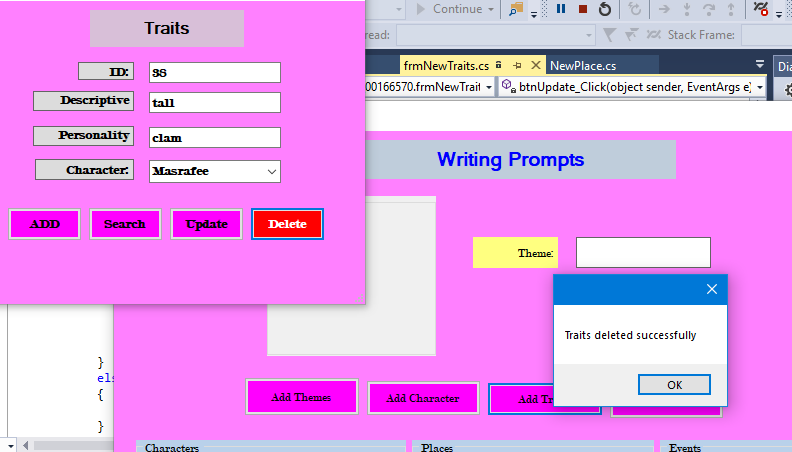 Continue
read:
Stack Frame:
frmNewTraits.cs
NewPlace.cs
Dia
00166570.frmNewTrait
btnUpdate_Click(object sender, EventArgs e)
Traits
ID:
38
Descriptive
tall
Personality
clam
Character:
Masrafee
ADD
Search
Update
Delete
Writing Prompts
Theme:
Traits deleted successfully
OK
}
els
{
}
Add Themes
Add Character
Add Tr
Characters
Places
Events